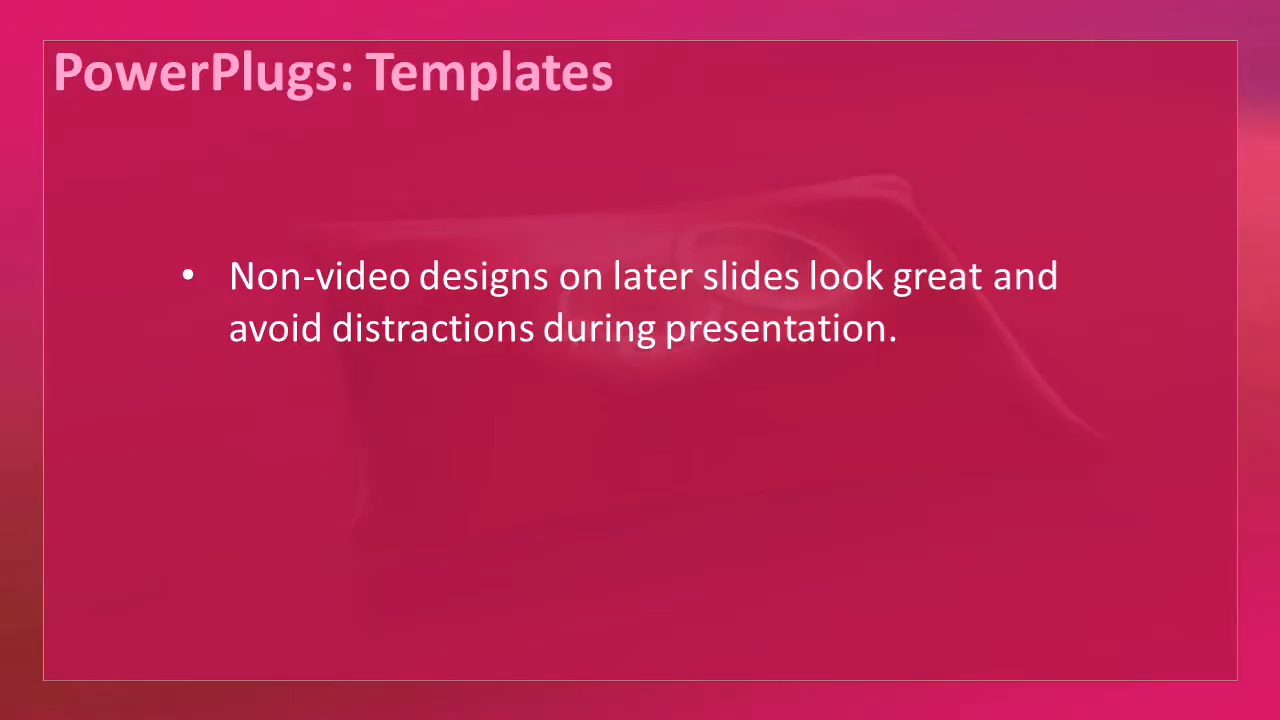 PowerPlugs: Templates
• Non-video designs on later slides look great and
avoid distractions during presentation.